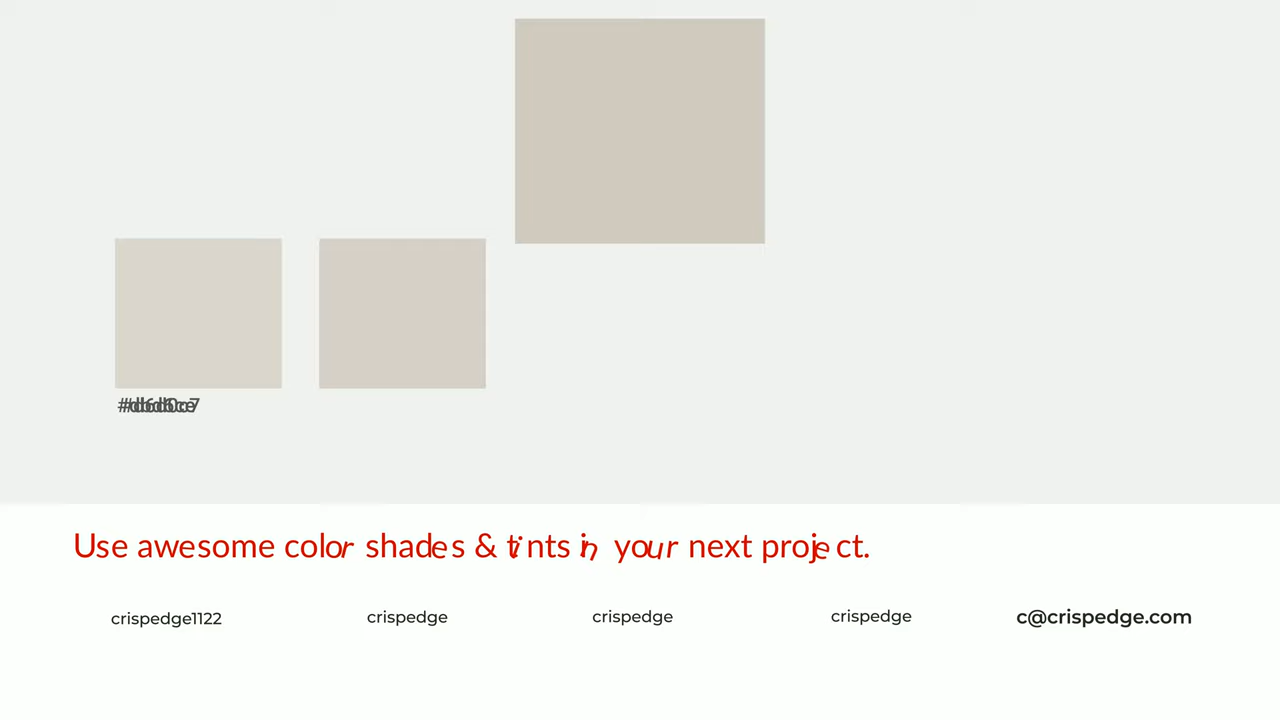 Use awesome color shades & tints in your next project.
crispedge1122 crispedge crispedge crispedge c@crispedge.com